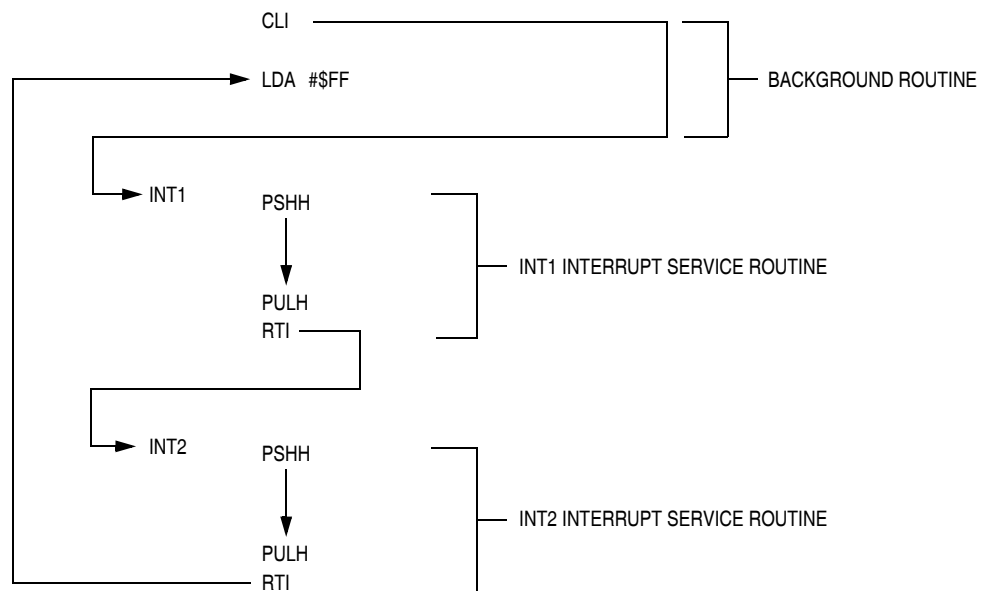 CLI
LDA #$FF
BACKGROUND ROUTINE
INT1
PSHH
INT1 INTERRUPT SERVICE ROUTINE
PULH
RTI
INT2
PSHH
INT2 INTERRUPT SERVICE ROUTINE
PULH
RTI